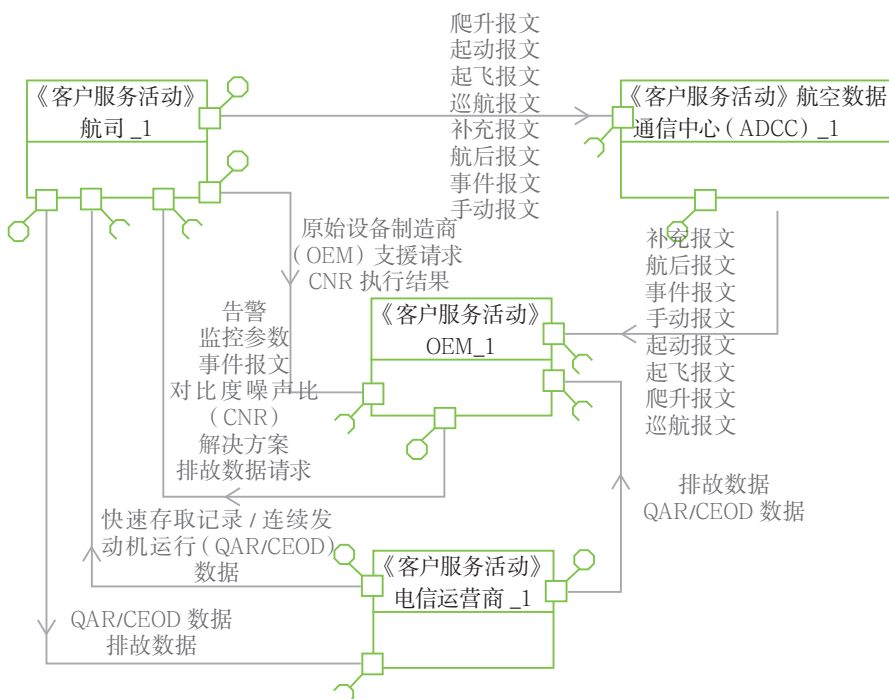 爬升报文
起动报文
起飞报文
巡航报文
补充报文
航后报文
事件报文
手动报文
《客户服务活动》
航司 _1
《客户服务活动》航空数据
通信中心（ADCC）_1
原始设备制造商
（OEM）支援请求
CNR 执行结果
补充报文
航后报文
事件报文
手动报文
起动报文
起飞报文
爬升报文
巡航报文
告警
监控参数
事件报文
对比度噪声比
（CNR）
解决方案
排故数据请求
《客户服务活动》
OEM_1
排故数据
QAR/CEOD 数据
快速存取记录 / 连续发
动机运行（QAR/CEOD）
数据
《客户服务活动》
电信运营商 _1
QAR/CEOD 数据
排故数据